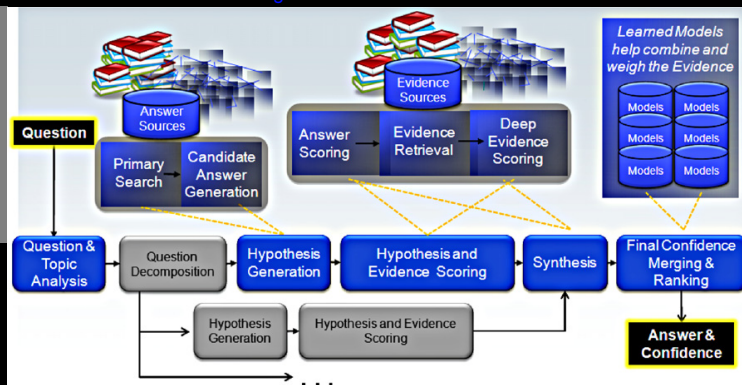 Learned Models
help combine and
weigh the Evidence
Evidence
Sources
Answer
Sources
Models Models
Models Models
Models Models
Question
Answer
Scoring
Evidence
Retrieval
Deep
Evidence
Scoring
Primary
Search
Candidate
Answer
Generation
Question &
Topic
Analysis
Question
Decomposition
Hypothesis
Generation
Hypothesis and
Evidence Scoring
Synthesis
Final Confidence
Merging &
Ranking
Hypothesis
Generation
Hypothesis and Evidence
Scoring
Answer &
Confidence
. . .